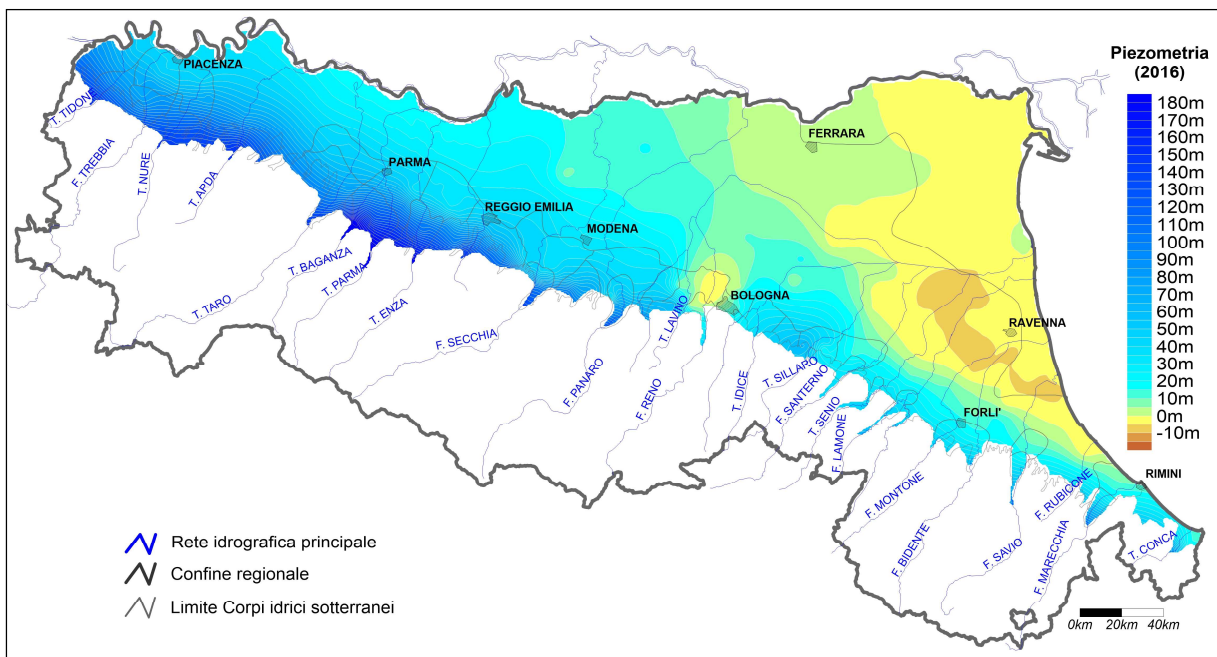 Piezometria
(2016)
180m
170m
160m
150m
140m
130m
120m
110m
100m
90m
80m
70m
60m
50m
40m
30m
20m
10m
0m
-10m
PIACENZA
T. TIDONE
F. TREBBIA
T. NURE
T. APDA
PARMA
FERRARA
REGGIO EMILIA
MODENA
T. BAGANZA
T. PARMA
T. TARO
T. ENZA
F. SECCHIA
BOLOGNA
T. LAVINO
F. PANARO
F. RENO
T. IDICE
T. SILLARO
F. SANTERNO
T. SENIO
F. LAMONE
RAVENNA
FORLI'
F. MONTONE
F. BIDENTE
F. SAVIO
F. RUBICONE
F. MARECCHIA
RIMINI
T. CONCA
Rete idrografica principale
Confine regionale
Limite Corpi idrici sotterranei
0km 20km 40km